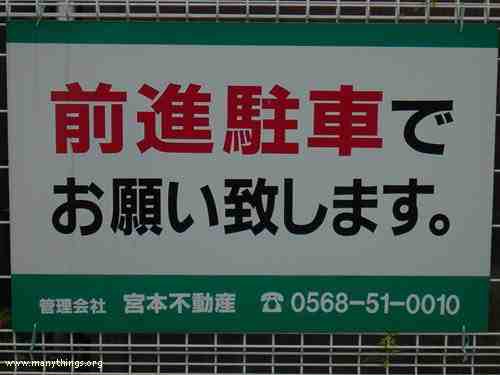 前進駐車で
お願い致します。
管理会社 宮本不動産 ☎0568-51-0010
www.manythings.org